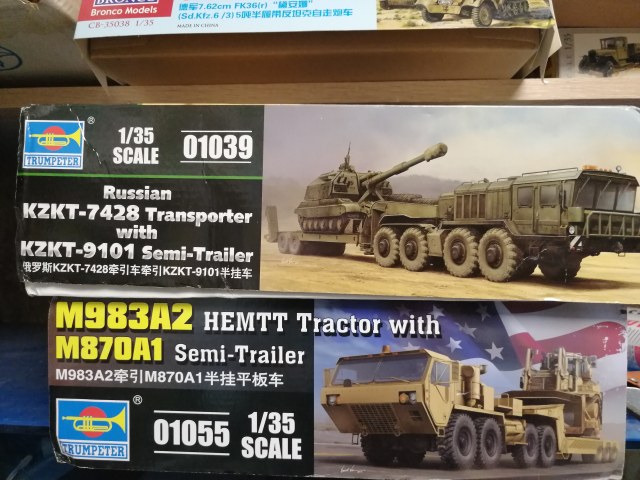 BRONCO
Bronco Models
CB-35038 1/35
德军7.62cm FK36(r)
(Sd.Kfz.6/3)5吨半履带反坦克自走炮车
MADE IN CHINA
TRUMPETER
®
1/35
SCALE
01039
Russian
KZKT-7428 Transporter
with
KZKT-9101 Semi-Trailer
俄罗斯KZKT-7428牵引车牵引KZKT-9101半挂车
M983A2 HEMTT Tractor with
M870A1 Semi-Trailer
M983A2牵引M870A1半挂平板车
TRUMPETER
®
01055
1/35
SCALE